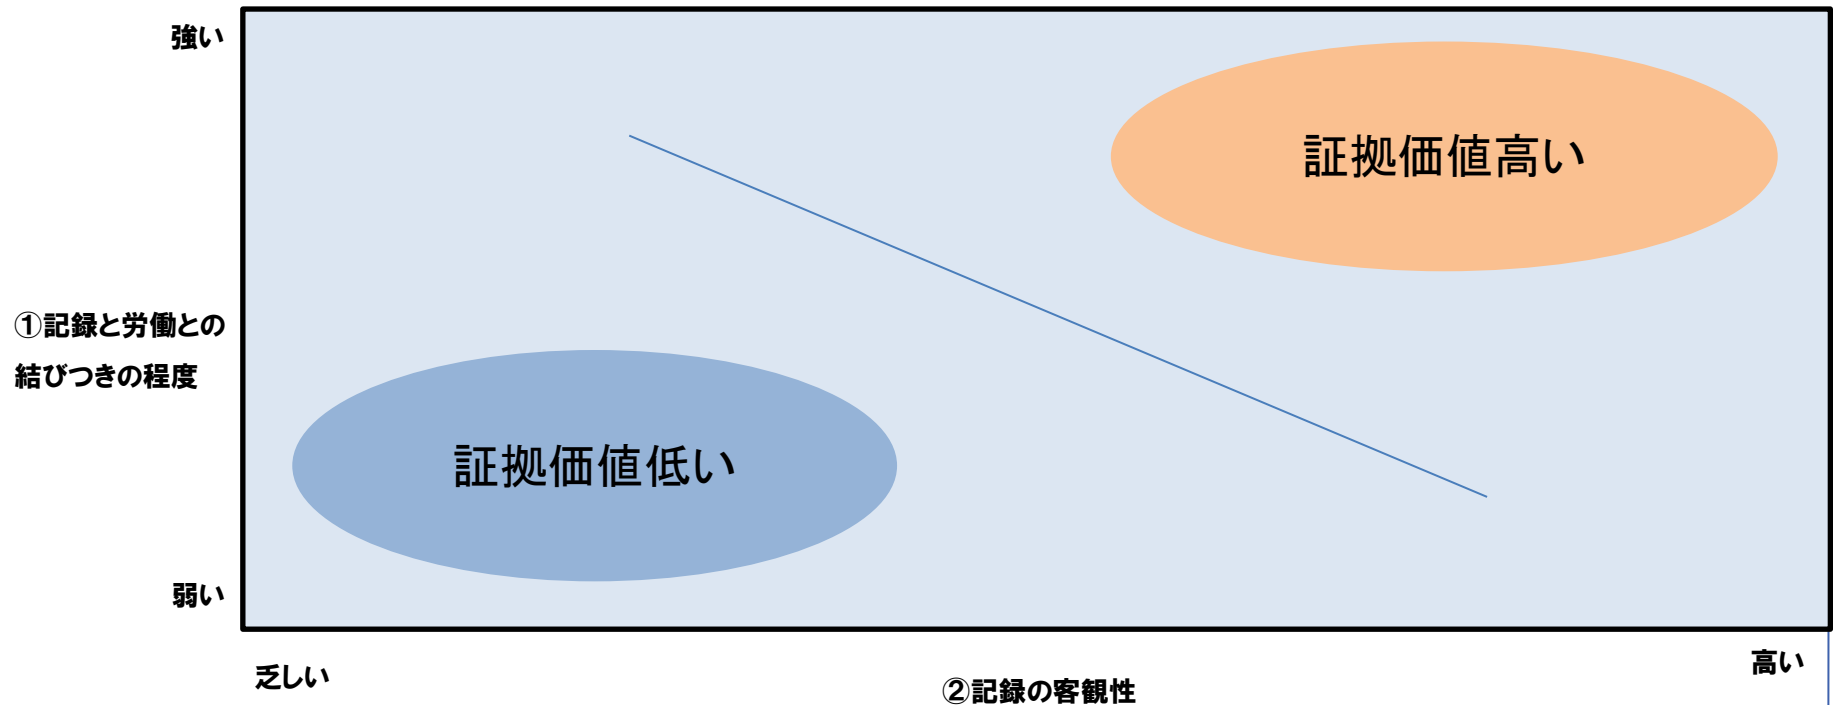 強い
証拠価値高い
①記録と労働との
結びつきの程度
証拠価値低い
弱い
乏しい
高い
②記録の客観性